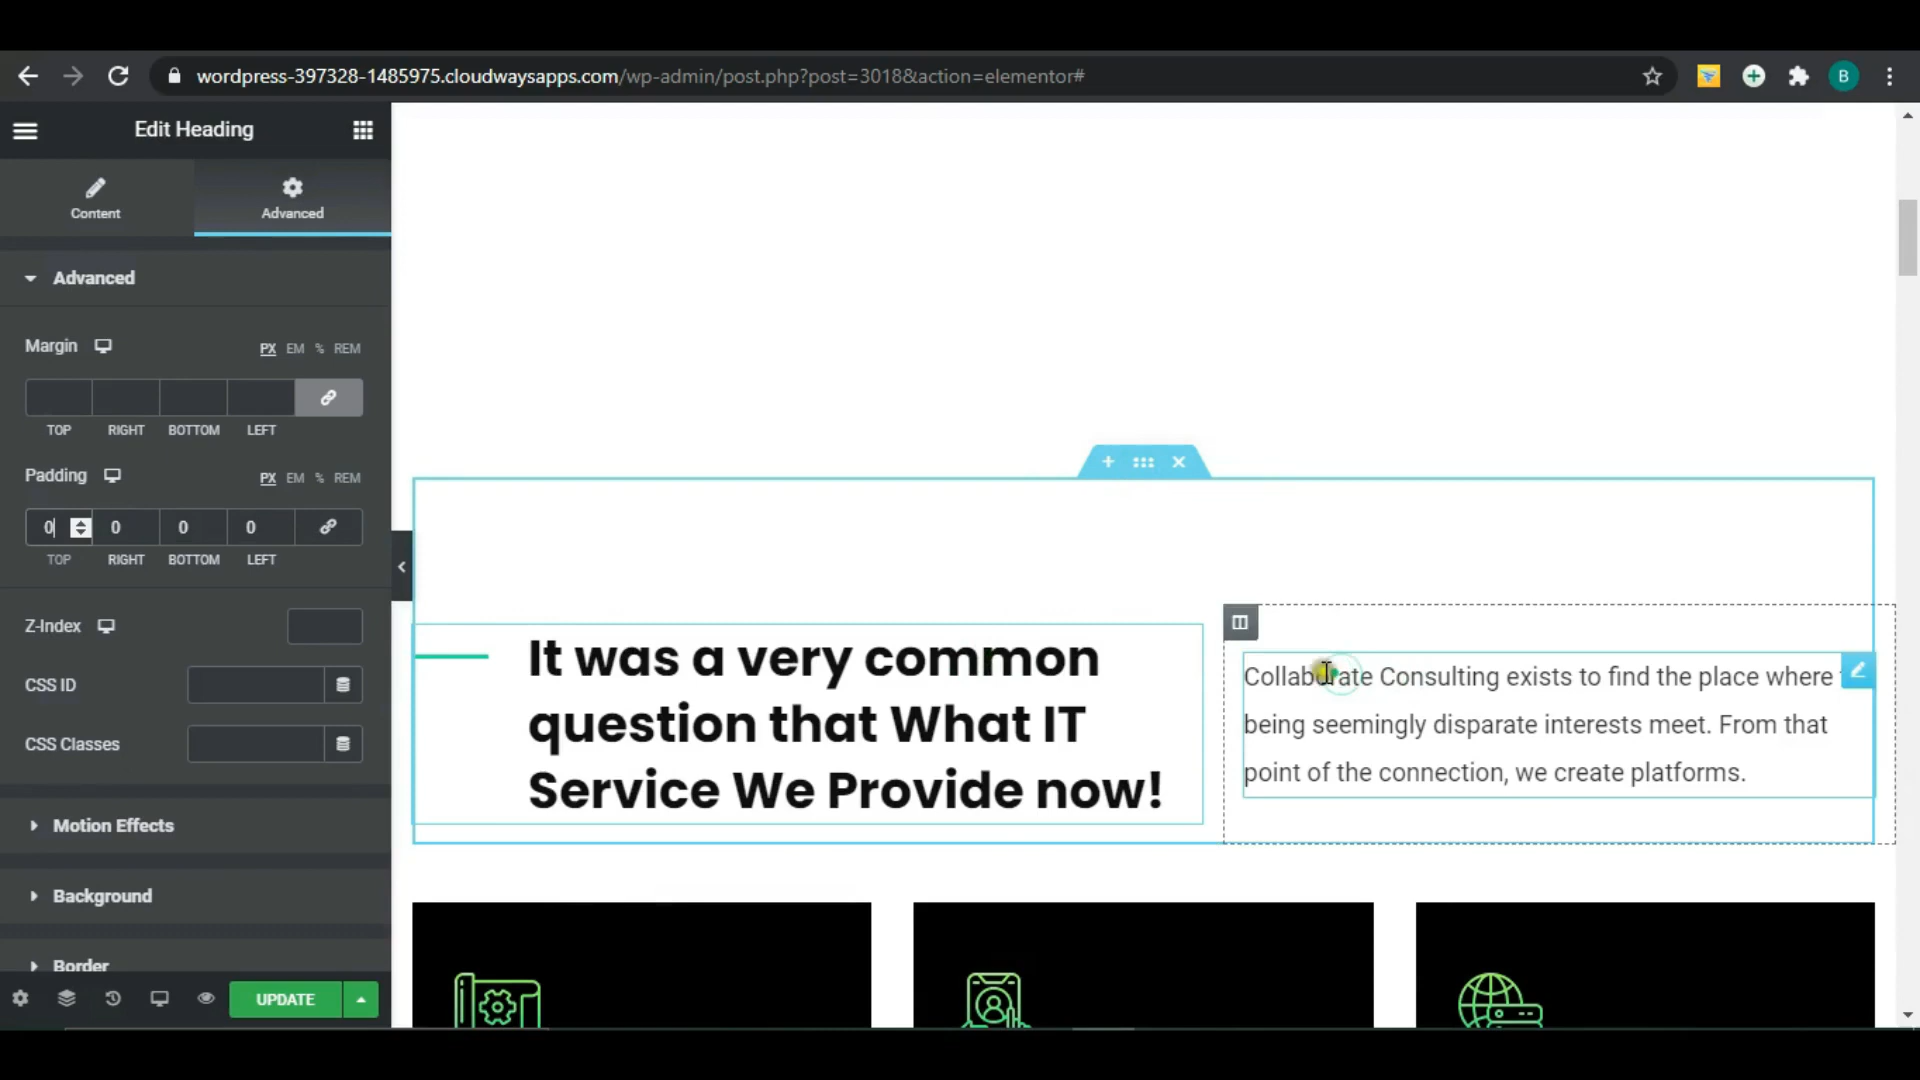 wordpress-397328-1485975.cloudwaysapps.com/wp-admin/post.php?post=3018&action=elementor#
B
Edit Heading
Content
Advanced
Advanced
Margin
PX EM % REM
TOP RIGHT BOTTOM LEFT
Padding
PX EM % REM
0 0 0 0
TOP RIGHT BOTTOM LEFT
Z-Index
CSS ID
CSS Classes
Motion Effects
Background
Border
UPDATE
It was a very common
question that What IT
Service We Provide now!
Collaborate Consulting exists to find the place where
being seemingly disparate interests meet. From that
point of the connection, we create platforms.